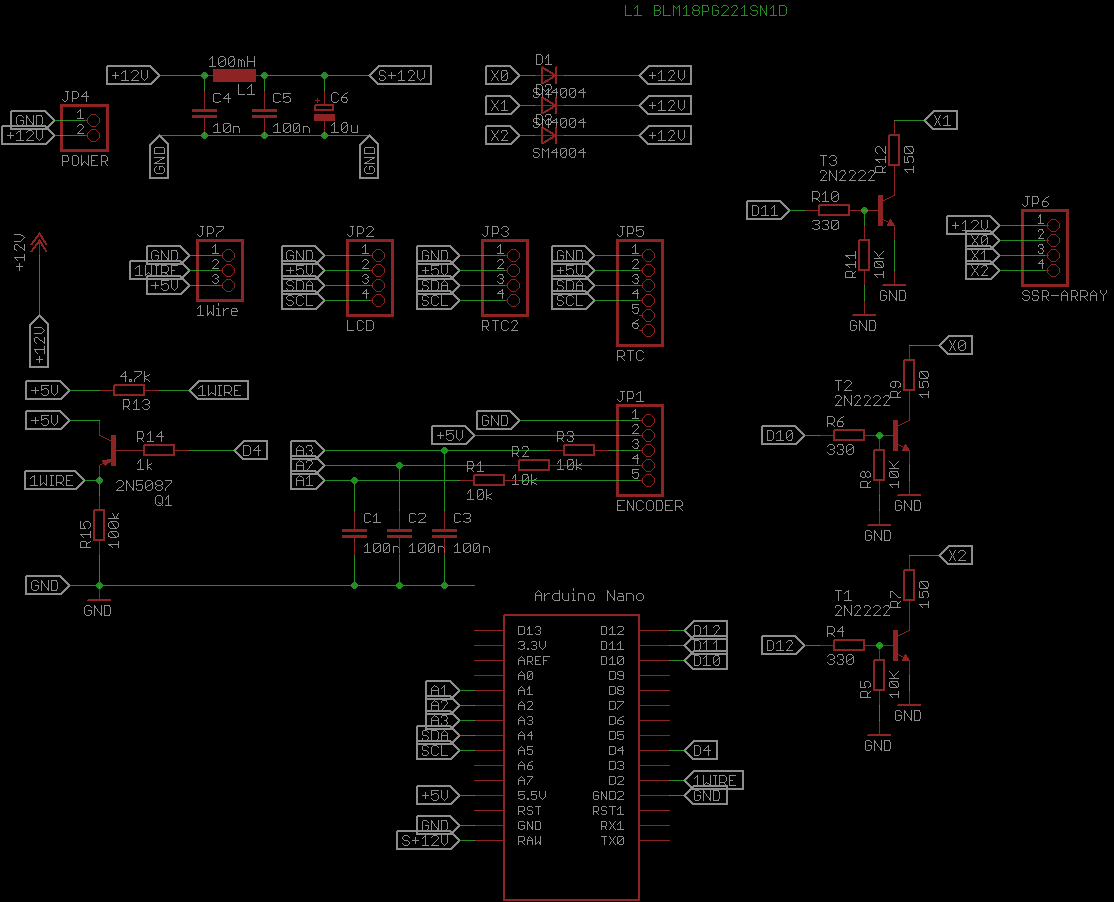 L1 BLM18PG221SN1D
100mH
+12V
S+12V
L1
C4
C5
C6
+
10n
100n
10u
GND
GND
JP4
GND
1
+12V
2
POWER
D1
X0
+12V
SM4004
X1
+12V
SM4004
X2
+12V
SM4004
X1
R12
150
T3
2N2222
D11
R10
330
R11
10K
GND
GND
JP6
+12V
1
X0
2
X1
3
X2
4
SSR-ARRAY
+12V
+12V
JP7
GND
1
1WIRE
2
+5V
3
1Wire
JP2
GND
1
+5V
2
SDA
3
SCL
4
LCD
JP3
GND
1
+5V
2
SDA
3
SCL
4
RTC2
JP5
GND
1
+5V
2
SDA
3
SCL
4
5
6
RTC
+5V
4.7k
R13
1WIRE
+5V
R14
1k
D4
2N5087
Q1
1WIRE
R15
100k
GND
GND
JP1
GND
1
+5V
2
A3
R3
3
A2
R2
10k
4
A1
R1
10k
5
10k
ENCODER
C1
C2
C3
100n
100n
100n
X0
R9
150
T2
2N2222
D10
R6
330
R8
10K
GND
GND
X2
R7
150
T1
2N2222
D12
R4
330
R5
10K
GND
GND
Arduino Nano
D13
D12
D12
3.3V
D11
D11
AREF
D10
D10
A0
D9
A1
A1
D8
A2
A2
D7
A3
A3
D6
SDA
A4
D5
SCL
A5
D4
D4
A6
D3
A7
D2
1WIRE
+5V
5.5V
GND2
GND
RST
RST1
GND
GND
RX1
S+12V
RAW
TX0